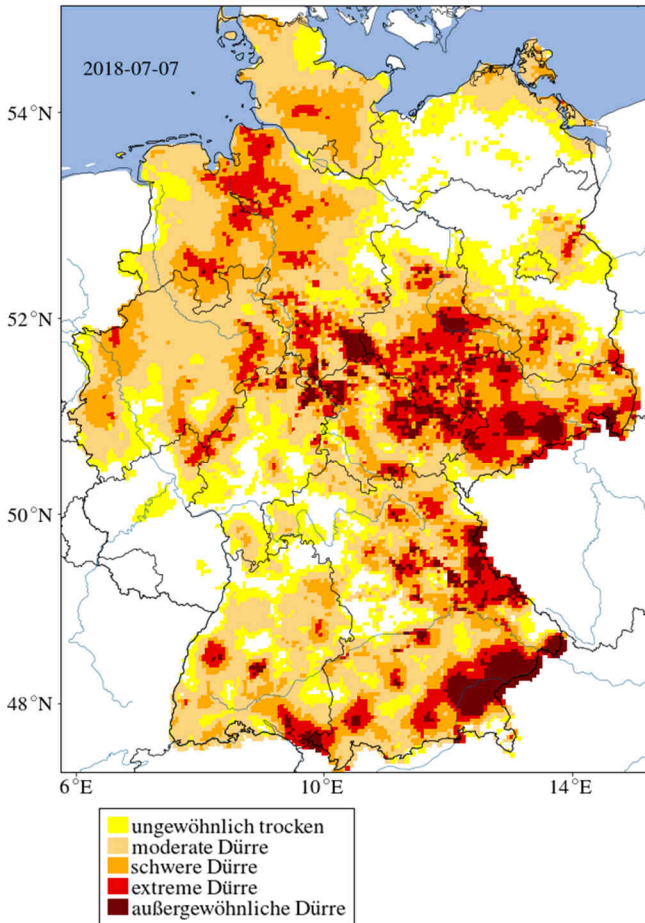 2018-07-07
54°N
52°N
50°N
48°N
6°E
10°E
14°E
ungewöhnlich trocken
moderate Dürre
schwere Dürre
extreme Dürre
außergewöhnliche Dürre